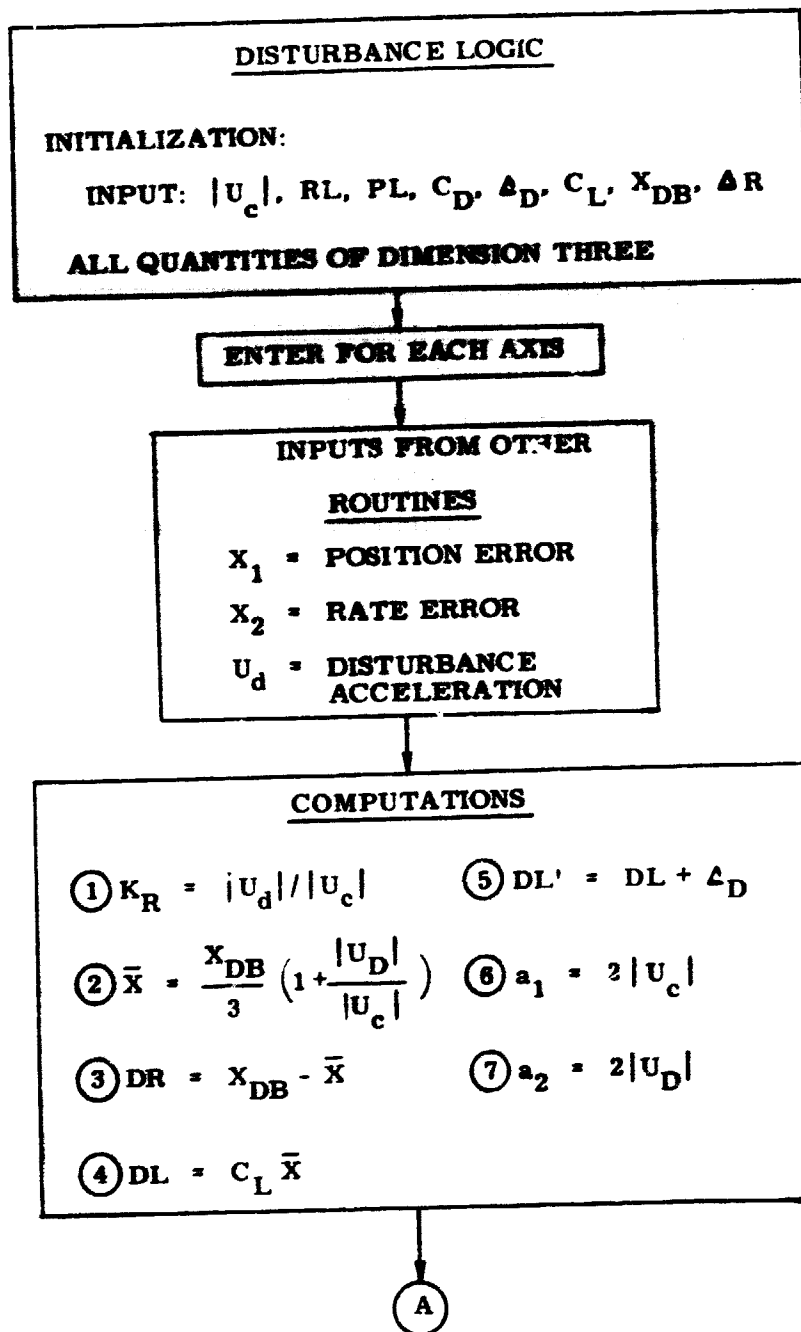 DISTURBANCE LOGIC
INITIALIZATION:
INPUT: |U_c|, RL, PL, C_D, Δ_D, C_L, X_DB, ΔR
ALL QUANTITIES OF DIMENSION THREE
ENTER FOR EACH AXIS
INPUTS FROM OTHER
ROUTINES
X_1 = POSITION ERROR
X_2 = RATE ERROR
U_d = DISTURBANCE
ACCELERATION
COMPUTATIONS
① K_R = |U_d| / |U_c|
② X̄ = X_DB/3 (1 + |U_D|/|U_c|)
③ DR = X_DB - X̄
④ DL = C_L X̄
⑤ DL' = DL + Δ_D
⑥ a_1 = 2|U_c|
⑦ a_2 = 2|U_D|
A